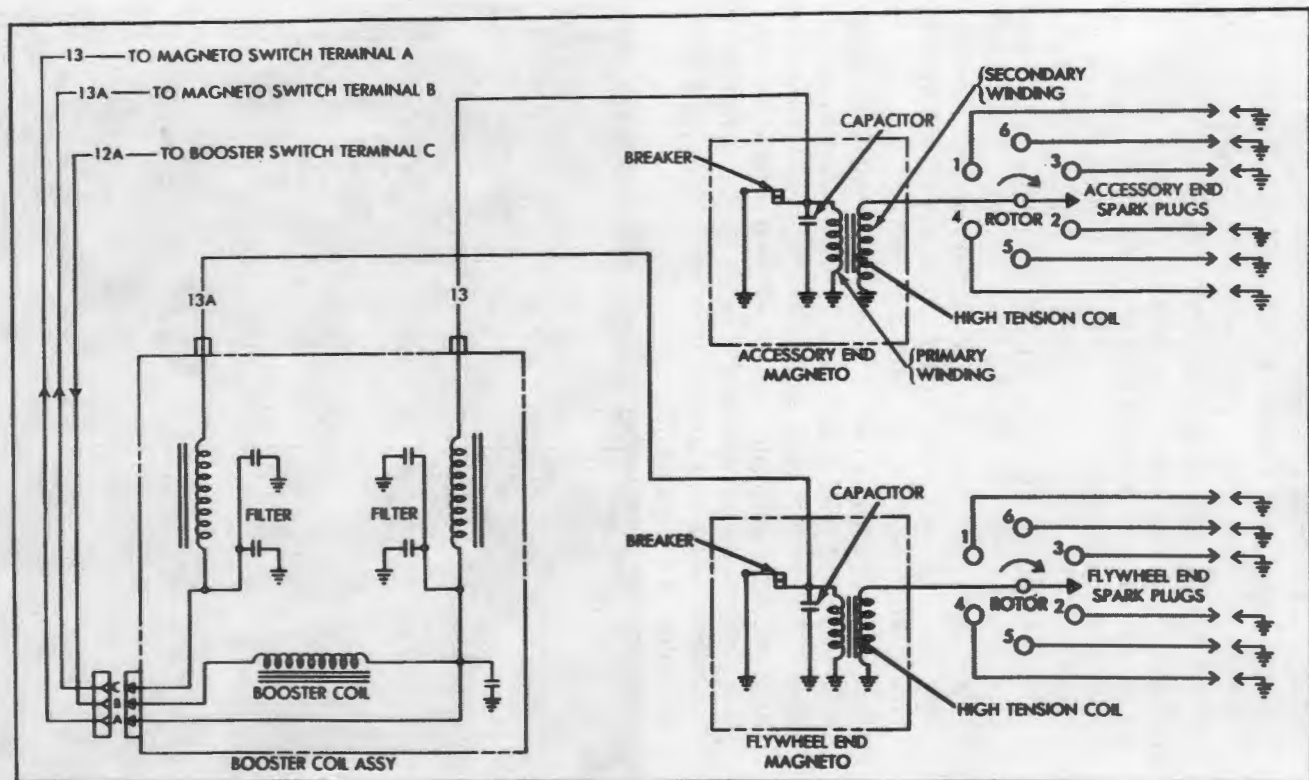 13 TO MAGNETO SWITCH TERMINAL A
13A TO MAGNETO SWITCH TERMINAL B
12A TO BOOSTER SWITCH TERMINAL C
13A
13
FILTER
FILTER
BOOSTER COIL
C
B
A
BOOSTER COIL ASSY
BREAKER
CAPACITOR
SECONDARY
WINDING
1
6
3
4
ROTOR
2
5
ACCESSORY END
SPARK PLUGS
HIGH TENSION COIL
ACCESSORY END
MAGNETO
PRIMARY
WINDING
BREAKER
CAPACITOR
1
6
3
4
ROTOR
2
5
FLYWHEEL END
SPARK PLUGS
HIGH TENSION COIL
FLYWHEEL END
MAGNETO